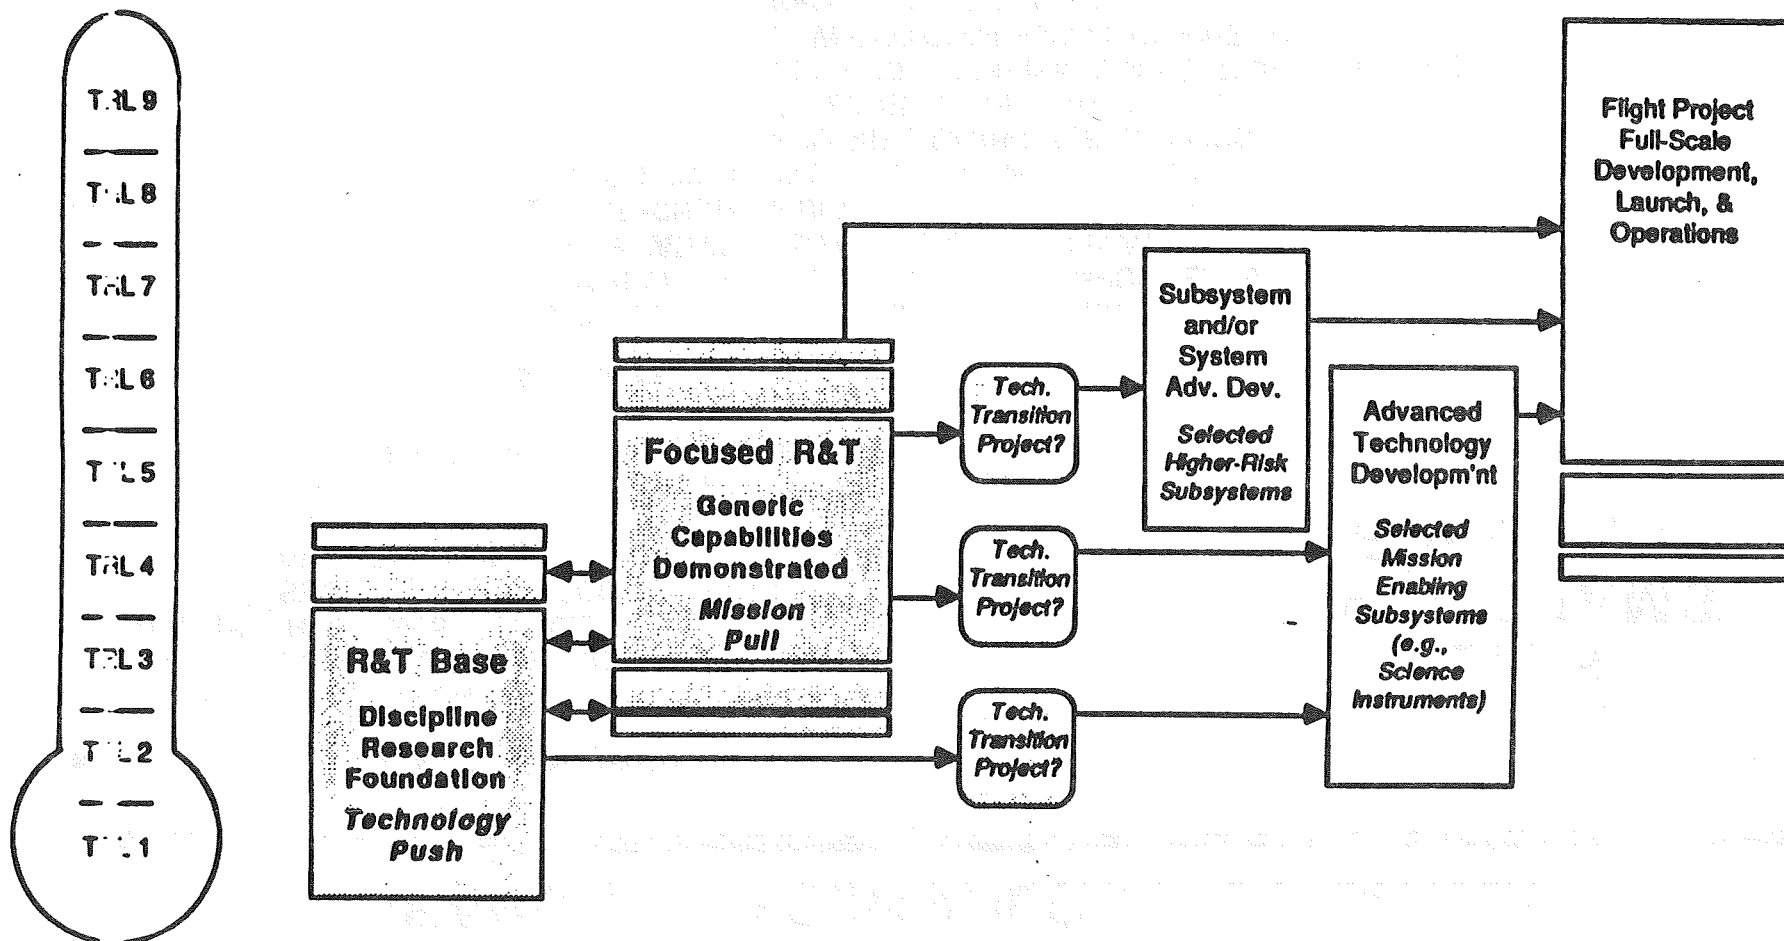 TRL 9
TRL 8
TRL 7
TRL 6
TRL 5
TRL 4
TRL 3
TRL 2
TRL 1
R&T Base
Discipline
Research
Foundation
Technology
Push
Focused R&T
Generic
Capabilities
Demonstrated
Mission
Pull
Tech.
Transition
Project?
Tech.
Transition
Project?
Tech.
Transition
Project?
Subsystem
and/or
System
Adv. Dev.
Selected
Higher-Risk
Subsystems
Advanced
Technology
Developm'nt
Selected
Mission
Enabling
Subsystems
(e.g.,
Science
Instruments)
Flight Project
Full-Scale
Development,
Launch, &
Operations